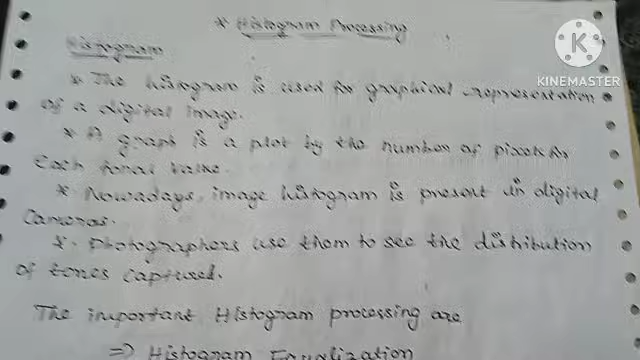 * Histogram Processing
KINEMASTER
Histogram
* The histogram is used for graphical representation
of a digital image.
* A graph is a plot by the number of pixels for
each tonal value.
* Nowadays, image histogram is present in digital
cameras.
*. Photographers use them to see the distribution
of tones captured.
The important Histogram processing are
=> Histogram Equalization